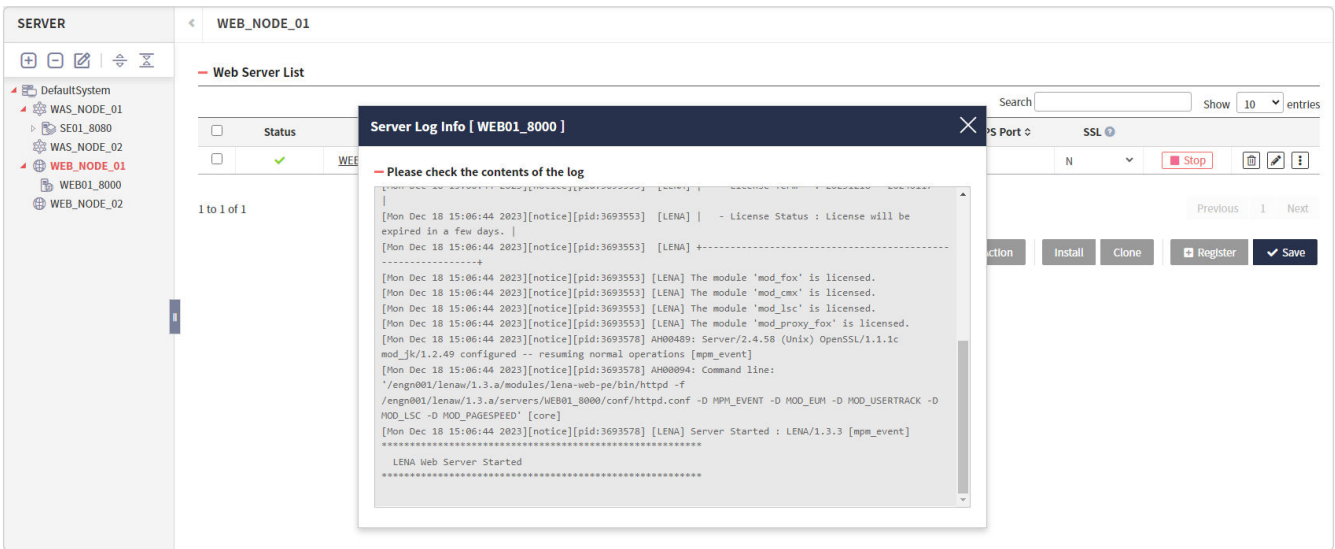 SERVER
WEB_NODE_01
Web Server List
DefaultSystem
WAS_NODE_01
SE01_8080
WAS_NODE_02
WEB_NODE_01
WEB01_8000
WEB_NODE_02
Search
Show 10 entries
Status
PS Port
SSL
WEB
N
Stop
1 to 1 of 1
Previous 1 Next
ction
Install
Clone
Register
Save
Server Log Info [ WEB01_8000 ]
Please check the contents of the log
|
[Mon Dec 18 15:06:44 2023][notice][pid:3693553] [LENA] | - License Status : License will be
expired in a few days. |
[Mon Dec 18 15:06:44 2023][notice][pid:3693553] [LENA] +-------------------------------------------
-----------------+
[Mon Dec 18 15:06:44 2023][notice][pid:3693553] [LENA] The module 'mod_fox' is licensed.
[Mon Dec 18 15:06:44 2023][notice][pid:3693553] [LENA] The module 'mod_cmx' is licensed.
[Mon Dec 18 15:06:44 2023][notice][pid:3693553] [LENA] The module 'mod_lsc' is licensed.
[Mon Dec 18 15:06:44 2023][notice][pid:3693553] [LENA] The module 'mod_proxy_fox' is licensed.
[Mon Dec 18 15:06:44 2023][notice][pid:3693578] AH00489: Server/2.4.58 (Unix) OpenSSL/1.1.1c
mod_jk/1.2.49 configured -- resuming normal operations [mpm_event]
[Mon Dec 18 15:06:44 2023][notice][pid:3693578] AH00094: Command line:
'/engn001/lenaw/1.3.a/modules/lena-web-pe/bin/httpd -f
/engn001/lenaw/1.3.a/servers/WEB01_8000/conf/httpd.conf -D MPM_EVENT -D MOD_EUM -D MOD_USERTRACK -D
MOD_LSC -D MOD_PAGESPEED' [core]
[Mon Dec 18 15:06:44 2023][notice][pid:3693578] [LENA] Server Started : LENA/1.3.3 [mpm_event]
*********************************************************
LENA Web Server Started
*********************************************************